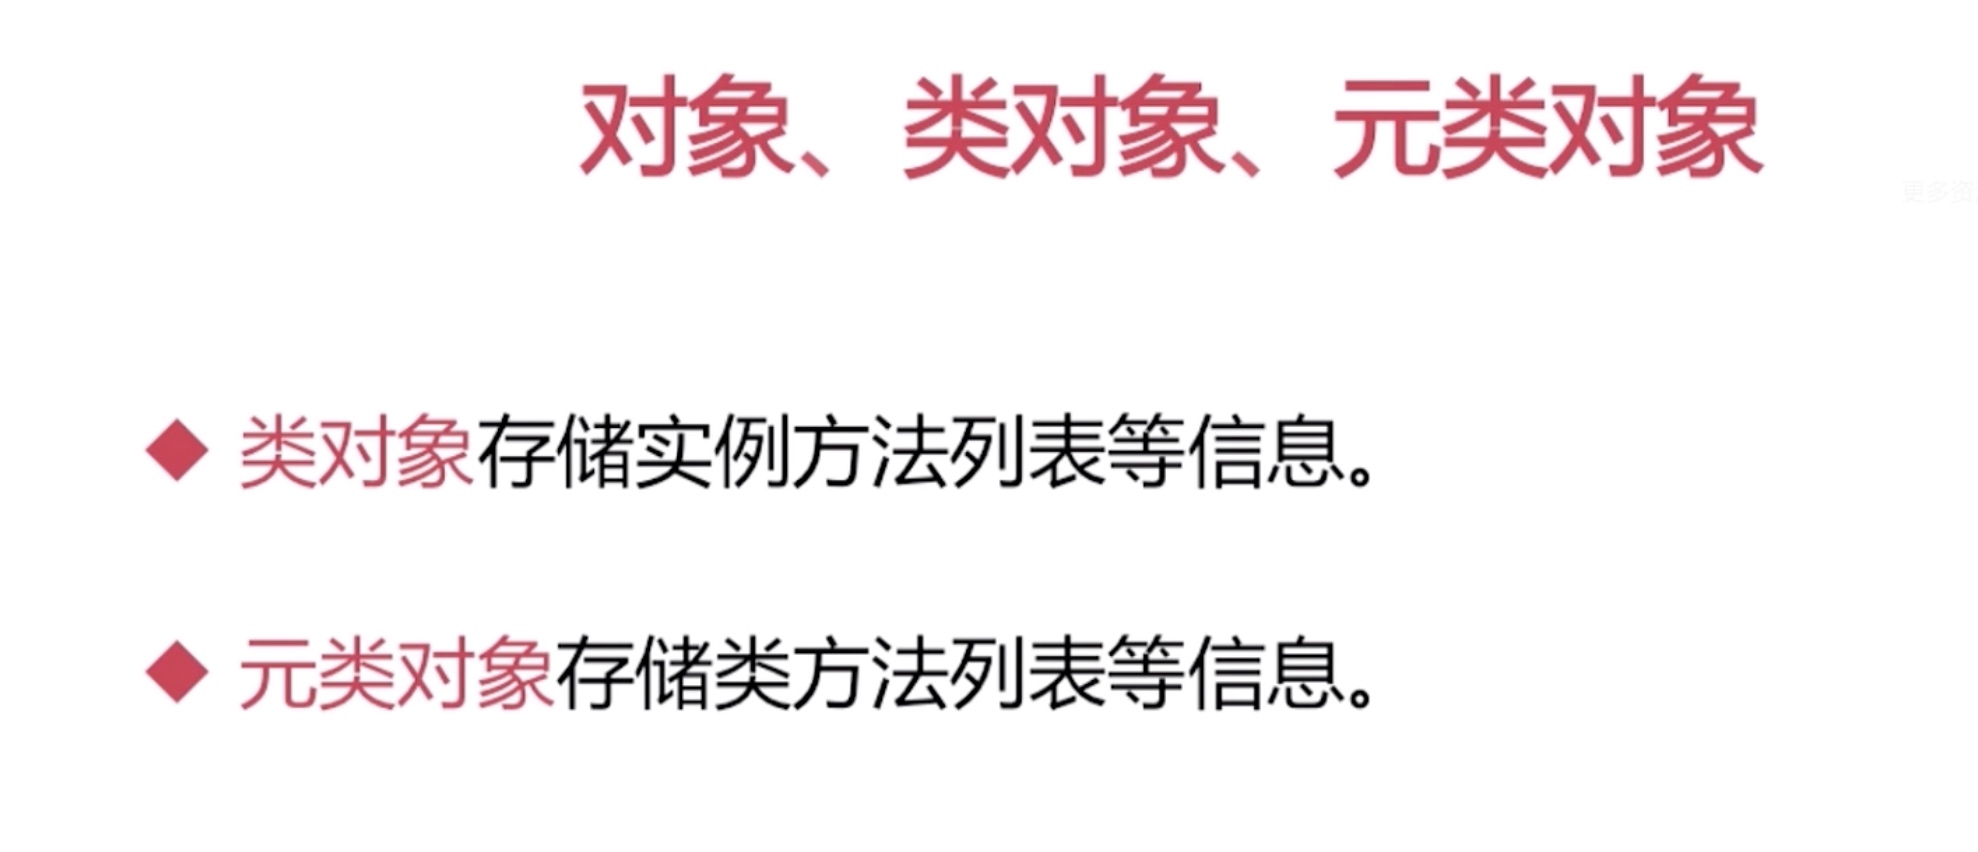 对象、类对象、元类对象
更多资
◆ 类对象存储实例方法列表等信息。
◆ 元类对象存储类方法列表等信息。